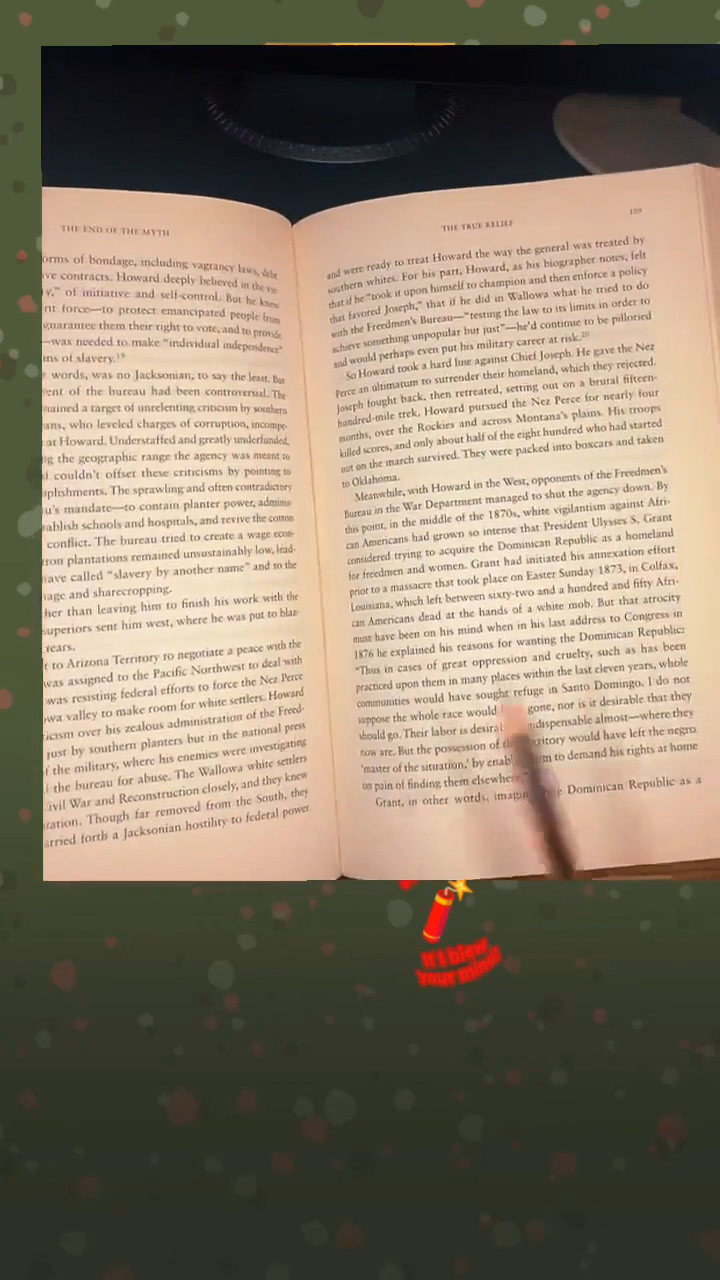 THE END OF THE MYTH
orms of bondage, including vagrancy laws, debt
ve contracts. Howard deeply believed in the
y," of initiative and self-control. But he knew
nt force—to protect emancipated people from
guarantee them their right to vote, and to provide
—was needed to make "individual independence"
ns of slavery.19
words, was no Jacksonian, to say the least. But
ent of the bureau had been controversial. The
mained a target of unrelenting criticism by southern
ans, who leveled charges of corruption, incompe-
at Howard. Understaffed and greatly underfunded,
g the geographic range the agency was meant to
l couldn't offset these criticisms by pointing to
plishments. The sprawling and often contradictory
u's mandate—to contain planter power, adminis-
ablish schools and hospitals, and revive the cotton
conflict. The bureau tried to create a wage econ-
ton plantations remained unsustainably low, lead-
ave called "slavery by another name" and to the
nage and sharecropping.
her than leaving him to finish his work with the
uperiors sent him west, where he was put to blaz-
tears.
t to Arizona Territory to negotiate a peace with the
was assigned to the Pacific Northwest to deal with
was resisting federal efforts to force the Nez Perce
owa valley to make room for white settlers. Howard
icism over his zealous administration of the Freed-
just by southern planters but in the national press
f the military, where his enemies were investigating
f the bureau for abuse. The Wallowa white settlers
ivil War and Reconstruction closely, and they knew
ration. Though far removed from the South, they
arried forth a Jacksonian hostility to federal power
THE TRUE RELIEF
109
and were ready to treat Howard the way the general was treated by
southern whites. For his part, Howard, as his biographer notes, felt
that if he "took it upon himself to champion and then enforce a policy
that favored Joseph," that if he did in Wallowa what he tried to do
with the Freedmen's Bureau—"testing the law to its limits in order to
achieve something unpopular but just"—he'd continue to be pilloried
and would perhaps even put his military career at risk.20
So Howard took a hard line against Chief Joseph. He gave the Nez
Perce an ultimatum to surrender their homeland, which they rejected.
Joseph fought back, then retreated, setting out on a brutal fifteen-
hundred-mile trek. Howard pursued the Nez Perce for nearly four
months, over the Rockies and across Montana's plains. His troops
killed scores, and only about half of the eight hundred who had started
out on the march survived. They were packed into boxcars and taken
to Oklahoma.
Meanwhile, with Howard in the West, opponents of the Freedmen's
Bureau in the War Department managed to shut the agency down. By
this point, in the middle of the 1870s, white vigilantism against Afri-
can Americans had grown so intense that President Ulysses S. Grant
considered trying to acquire the Dominican Republic as a homeland
for freedmen and women. Grant had initiated his annexation effort
prior to a massacre that took place on Easter Sunday 1873, in Colfax,
Louisiana, which left between sixty-two and a hundred and fifty Afri-
can Americans dead at the hands of a white mob. But that atrocity
must have been on his mind when in his last address to Congress in
1876 he explained his reasons for wanting the Dominican Republic:
"Thus in cases of great oppression and cruelty, such as has been
practiced upon them in many places within the last eleven years, whole
communities would have sought refuge in Santo Domingo. I do not
suppose the whole race would gone, nor is it desirable that they
should go. Their labor is desira ndispensable almost—where they
now are. But the possession of ritory would have left the negro
'master of the situation,' by enab m to demand his rights at home
on pain of finding them elsewhere."
Grant, in other words, imagin Dominican Republic as a
If I blew
your mind